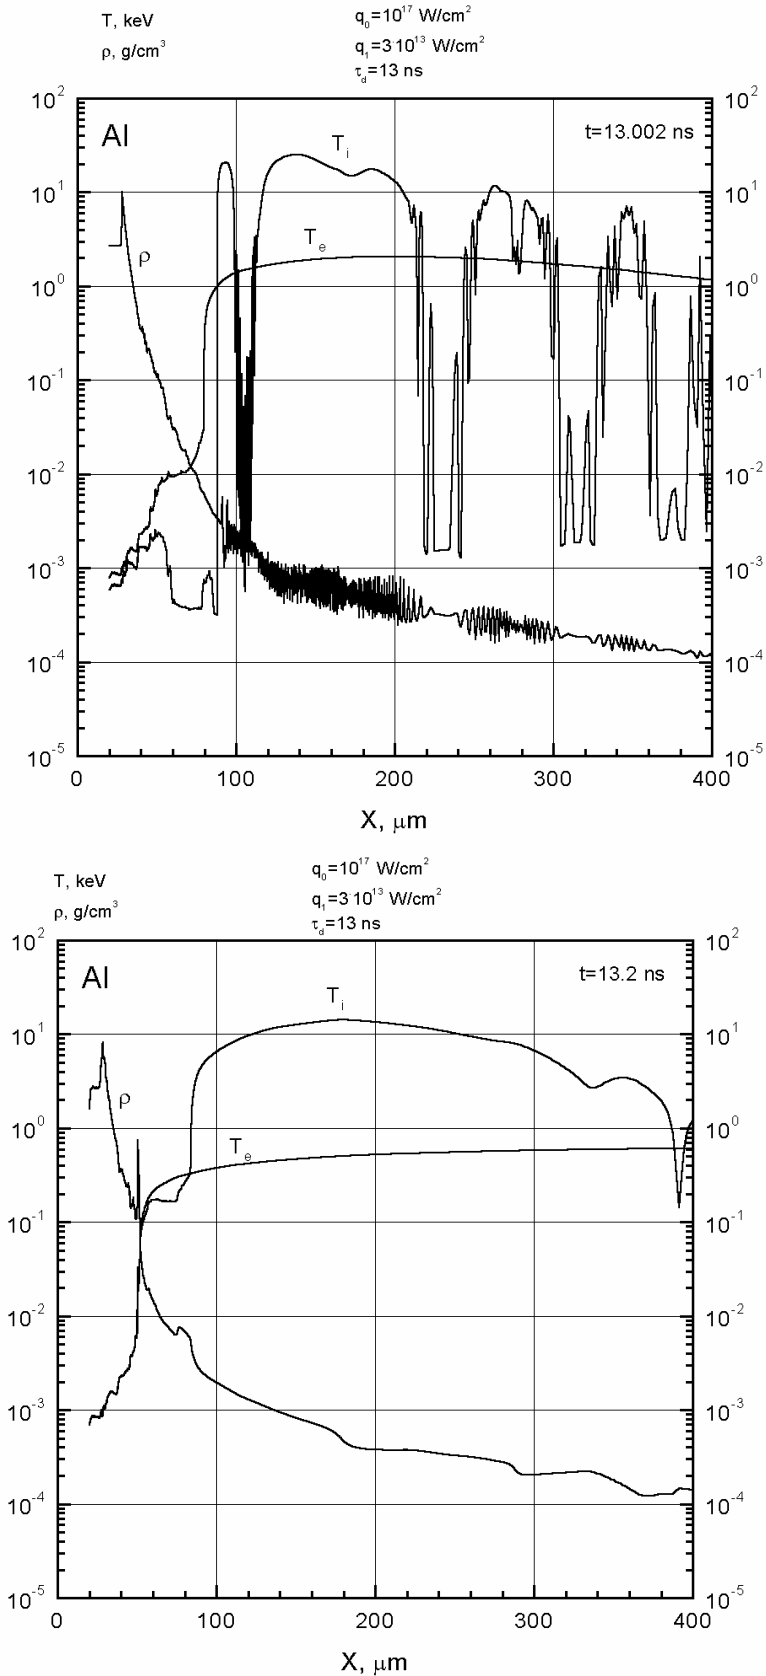 T, keV
ρ, g/cm³
q₀=10¹⁷ W/cm²
q₁=3·10¹³ W/cm²
τd=13 ns
10² 10²
Al Ti t=13.002 ns
10¹ 10¹
ρ Te
10⁰ 10⁰
10⁻¹ 10⁻¹
10⁻² 10⁻²
10⁻³ 10⁻³
10⁻⁴ 10⁻⁴
10⁻⁵ 10⁻⁵
0 100 200 300 400
X, μm
T, keV
ρ, g/cm³
q₀=10¹⁷ W/cm²
q₁=3·10¹³ W/cm²
τd=13 ns
10² 10²
Al Ti t=13.2 ns
10¹ 10¹
ρ
10⁰ 10⁰
Te
10⁻¹ 10⁻¹
10⁻² 10⁻²
10⁻³ 10⁻³
10⁻⁴ 10⁻⁴
10⁻⁵ 10⁻⁵
0 100 200 300 400
X, μm